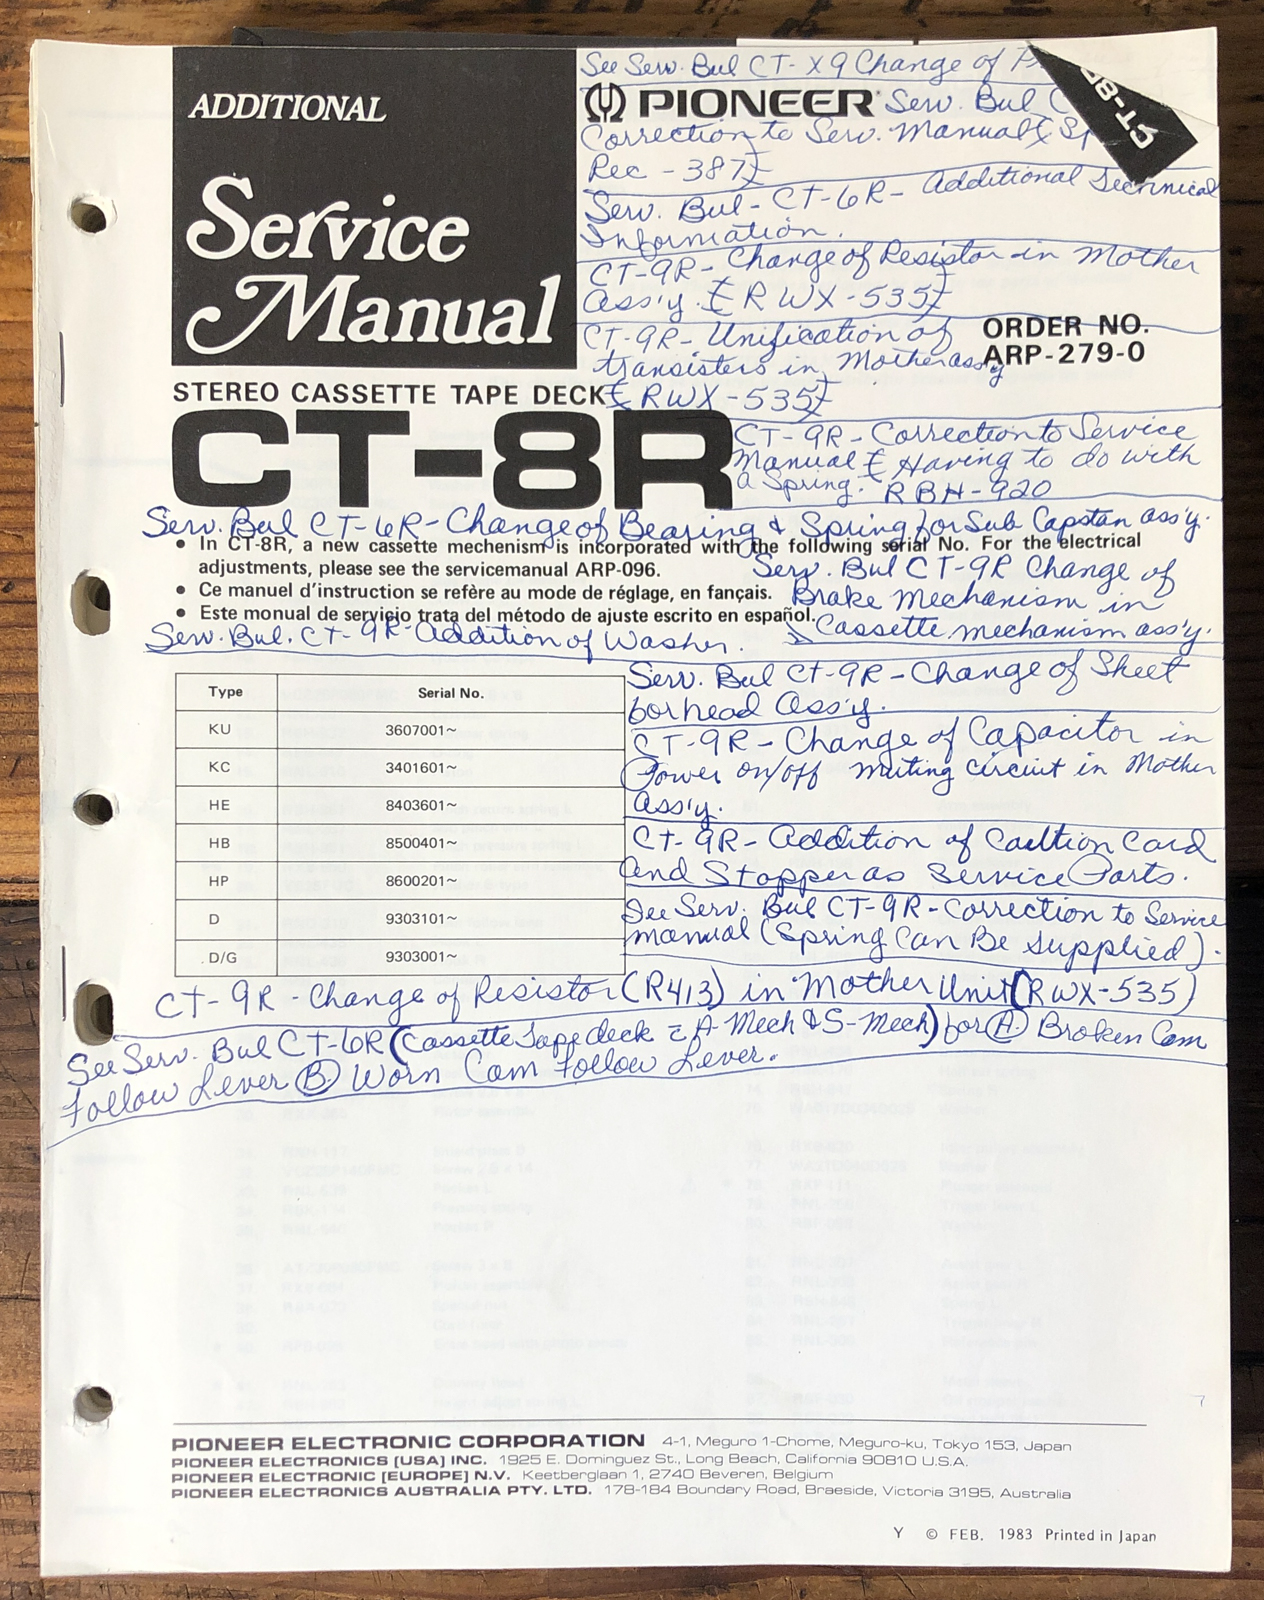 See Serv. Bul CT-X9 Change of
ADDITIONAL
PIONEER Serv. Bul
CT-8
Correction to Serv. Manual (
Rec - 387)
Service
Manual
Serv. Bul - CT-6R - Additional Technical
Information.
CT-9R - Change of Resistor in Mother
Ass'y. (RWX-535)
CT-9R - Unification of
transisters in Mother assy
(RWX-535)
ORDER NO.
ARP-279-0
STEREO CASSETTE TAPE DECK
CT-8R
CT-9R - Correction to Service
Manual ( Having to do with
a Spring. RBH-920
Serv. Bul CT-6R - Change of Bearing & Spring for Sub Capstan ass'y.
• In CT-8R, a new cassette mechenism is incorporated with the following serial No. For the electrical
adjustments, please see the servicemanual ARP-096.
• Ce manuel d'instruction se refère au mode de réglage, en fançais.
• Este monual de servicio trata del método de ajuste escrito en español.
Serv. Bul CT-9R Change of
Brake Mechanism in
Cassette mechanism ass'y.
Serv. Bul. CT-9R - Addition of Washer.
Type Serial No.
KU 3607001~
KC 3401601~
HE 8403601~
HB 8500401~
HP 8600201~
D 9303101~
D/G 9303001~
Serv. Bul CT-9R - Change of Sheet
for head Ass'y.
CT-9R - Change of Capacitor in
Power on/off muting circuit in Mother
ass'y.
CT-9R - Addition of Caution Card
and Stopper as Service Parts.
See Serv. Bul CT-9R - Correction to Service
manual (Spring Can Be Supplied).
CT-9R - Change of Resistor (R413) in Mother Unit (RWX-535)
See Serv. Bul CT-6R (Cassette Tape deck A-Mech & S-Mech) for A. Broken Cam
Follow Lever B. Worn Cam Follow Lever.
PIONEER ELECTRONIC CORPORATION 4-1, Meguro 1-Chome, Meguro-ku, Tokyo 153, Japan
PIONEER ELECTRONICS [USA] INC. 1925 E. Dominguez St., Long Beach, California 90810 U.S.A.
PIONEER ELECTRONIC [EUROPE] N.V. Keetberglaan 1, 2740 Beveren, Belgium
PIONEER ELECTRONICS AUSTRALIA PTY. LTD. 178-184 Boundary Road, Braeside, Victoria 3195, Australia
Y © FEB. 1983 Printed in Japan